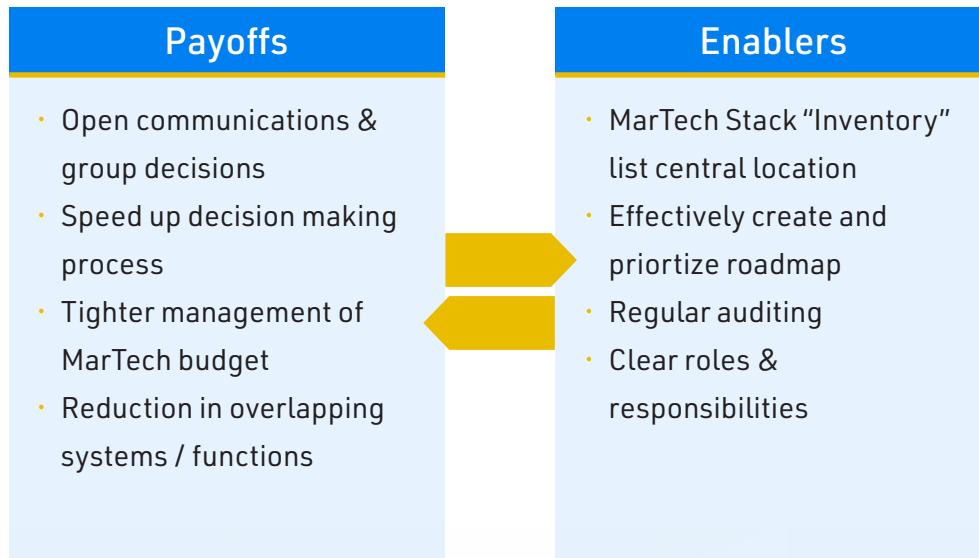 Payoffs
· Open communications &
group decisions
· Speed up decision making
process
· Tighter management of
MarTech budget
· Reduction in overlapping
systems / functions
Enablers
· MarTech Stack “Inventory”
list central location
· Effectively create and
priortize roadmap
· Regular auditing
· Clear roles &
responsibilities